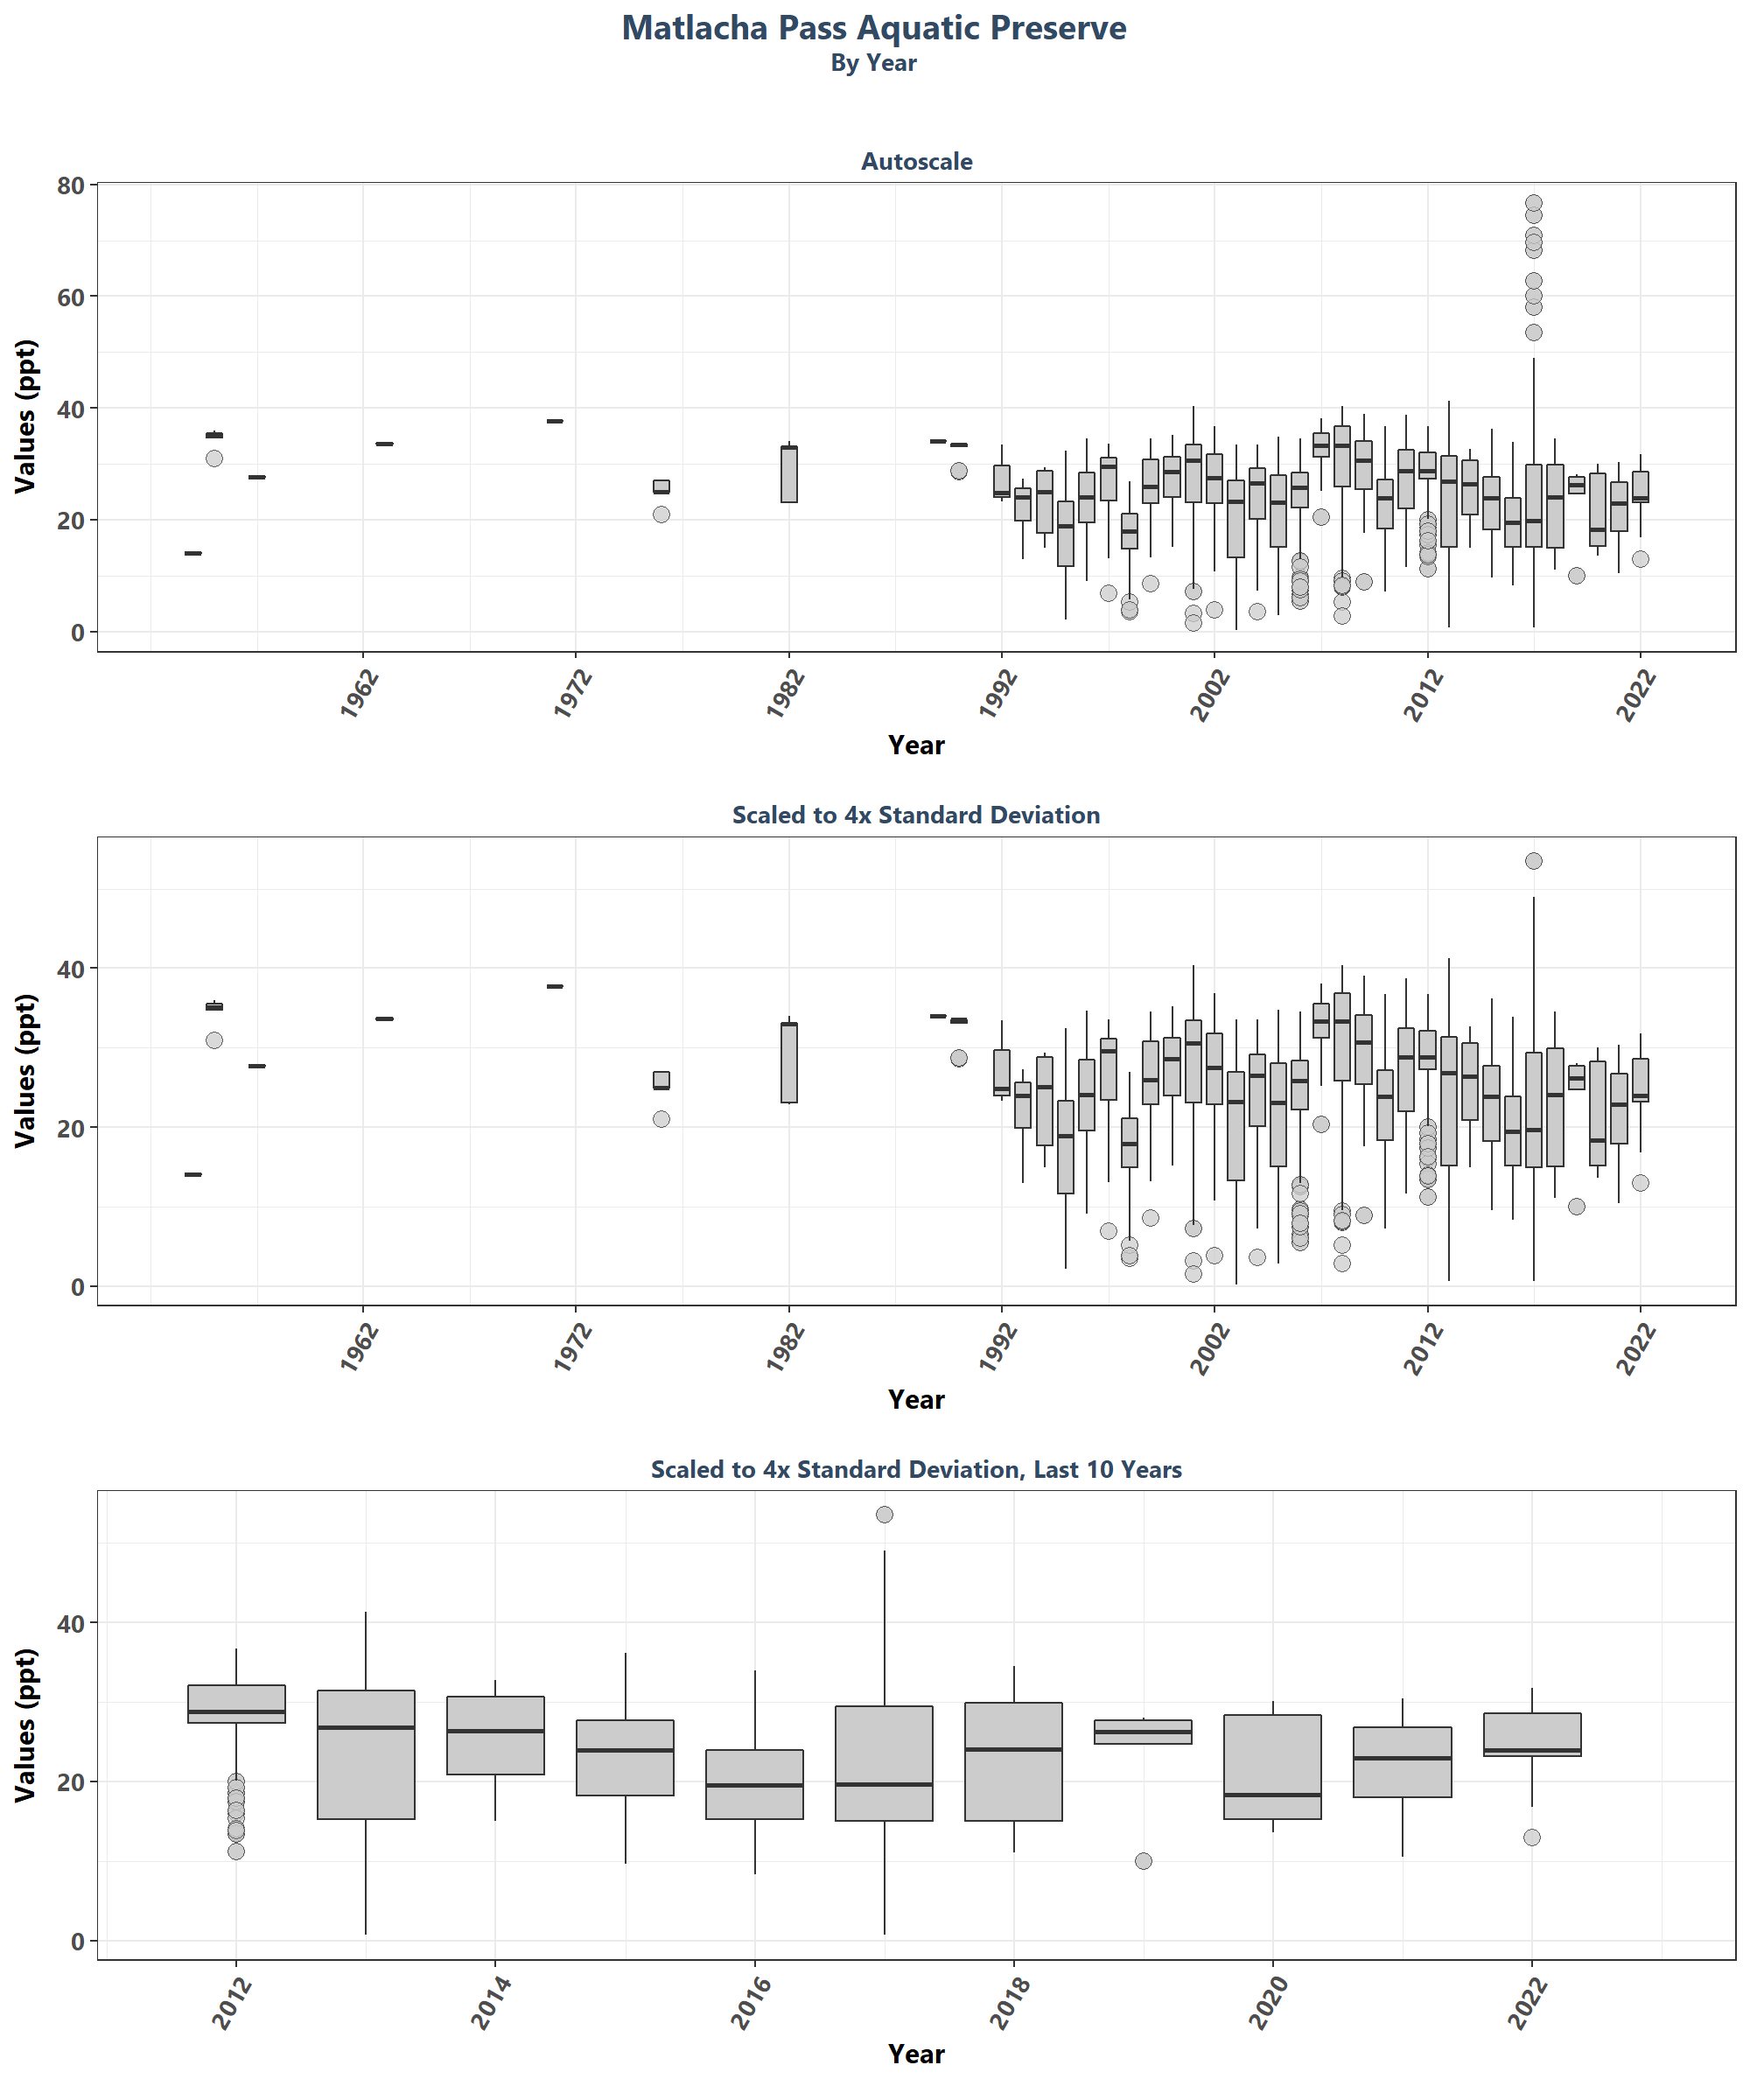 Matlacha Pass Aquatic Preserve
By Year
Autoscale
80
60
40
20
0
Values (ppt)
1962
1972
1982
1992
2002
2012
2022
Year
Scaled to 4x Standard Deviation
40
20
0
Values (ppt)
1962
1972
1982
1992
2002
2012
2022
Year
Scaled to 4x Standard Deviation, Last 10 Years
40
20
0
Values (ppt)
2012
2014
2016
2018
2020
2022
Year